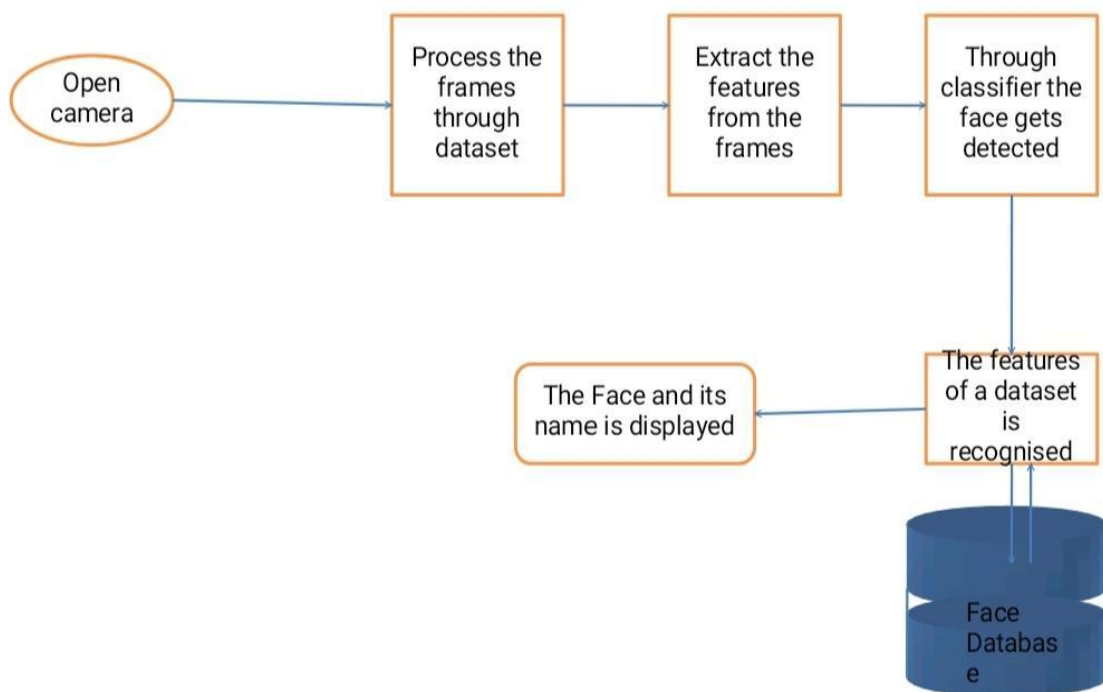 Open
camera
Process the
frames
through
dataset
Extract the
features
from the
frames
Through
classifier the
face gets
detected
The features
of a dataset
is
recognised
The Face and its
name is displayed
Face
Databas
e